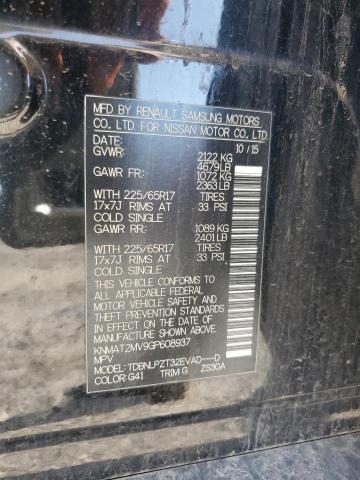 MFD BY RENAULT SAMSUNG MOTORS
CO., LTD. FOR NISSAN MOTOR CO., LTD.
DATE: 10 / 15
GVWR: 2122 KG
4679 LB
GAWR FR: 1072 KG
2363 LB
WITH 225/65R17 TIRES
17x7J RIMS AT 33 PSI
COLD SINGLE
GAWR RR: 1089 KG
2401 LB
WITH 225/65R17 TIRES
17x7J RIMS AT 33 PSI
COLD SINGLE
THIS VEHICLE CONFORMS TO
ALL APPLICABLE U.S. FEDERAL
MOTOR VEHICLE SAFETY AND
THEFT PREVENTION STANDARDS
IN EFFECT ON THE DATE OF
MANUFACTURE SHOWN ABOVE.
KNMAT2MV9GP608937
MPV
MODEL: TDBNLPZT32EVAD---D
COLOR: G41 TRIM G ZS30A